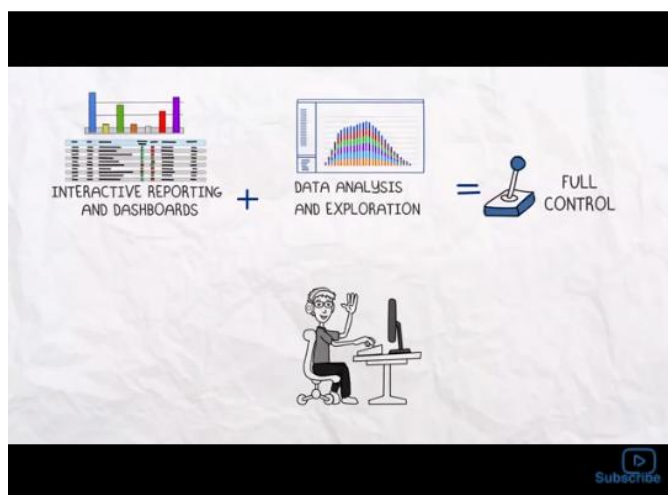 INTERACTIVE REPORTING
AND DASHBOARDS
+
DATA ANALYSIS
AND EXPLORATION
=
FULL
CONTROL
Subscribe